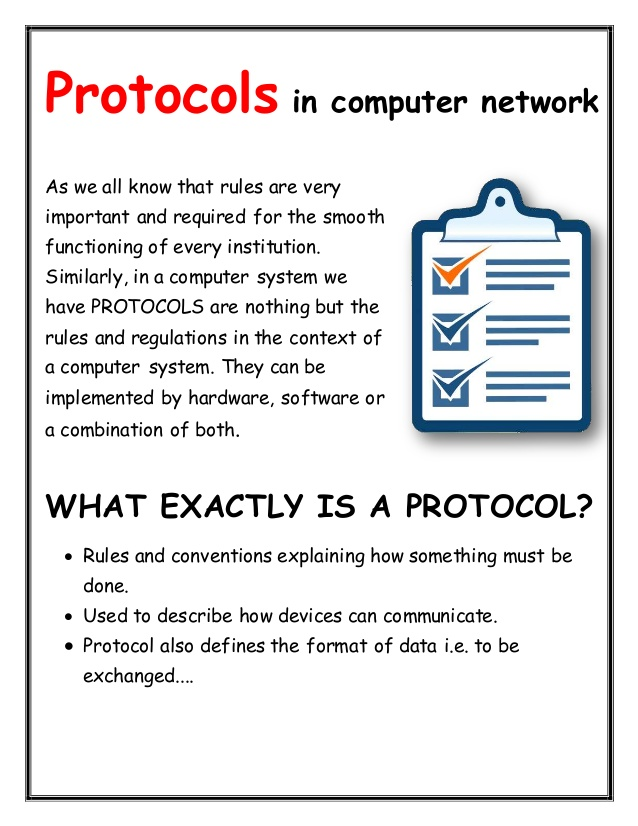 Protocols in computer network
As we all know that rules are very
important and required for the smooth
functioning of every institution.
Similarly, in a computer system we
have PROTOCOLS are nothing but the
rules and regulations in the context of
a computer system. They can be
implemented by hardware, software or
a combination of both.
WHAT EXACTLY IS A PROTOCOL?
• Rules and conventions explaining how something must be
done.
• Used to describe how devices can communicate.
• Protocol also defines the format of data i.e. to be
exchanged....